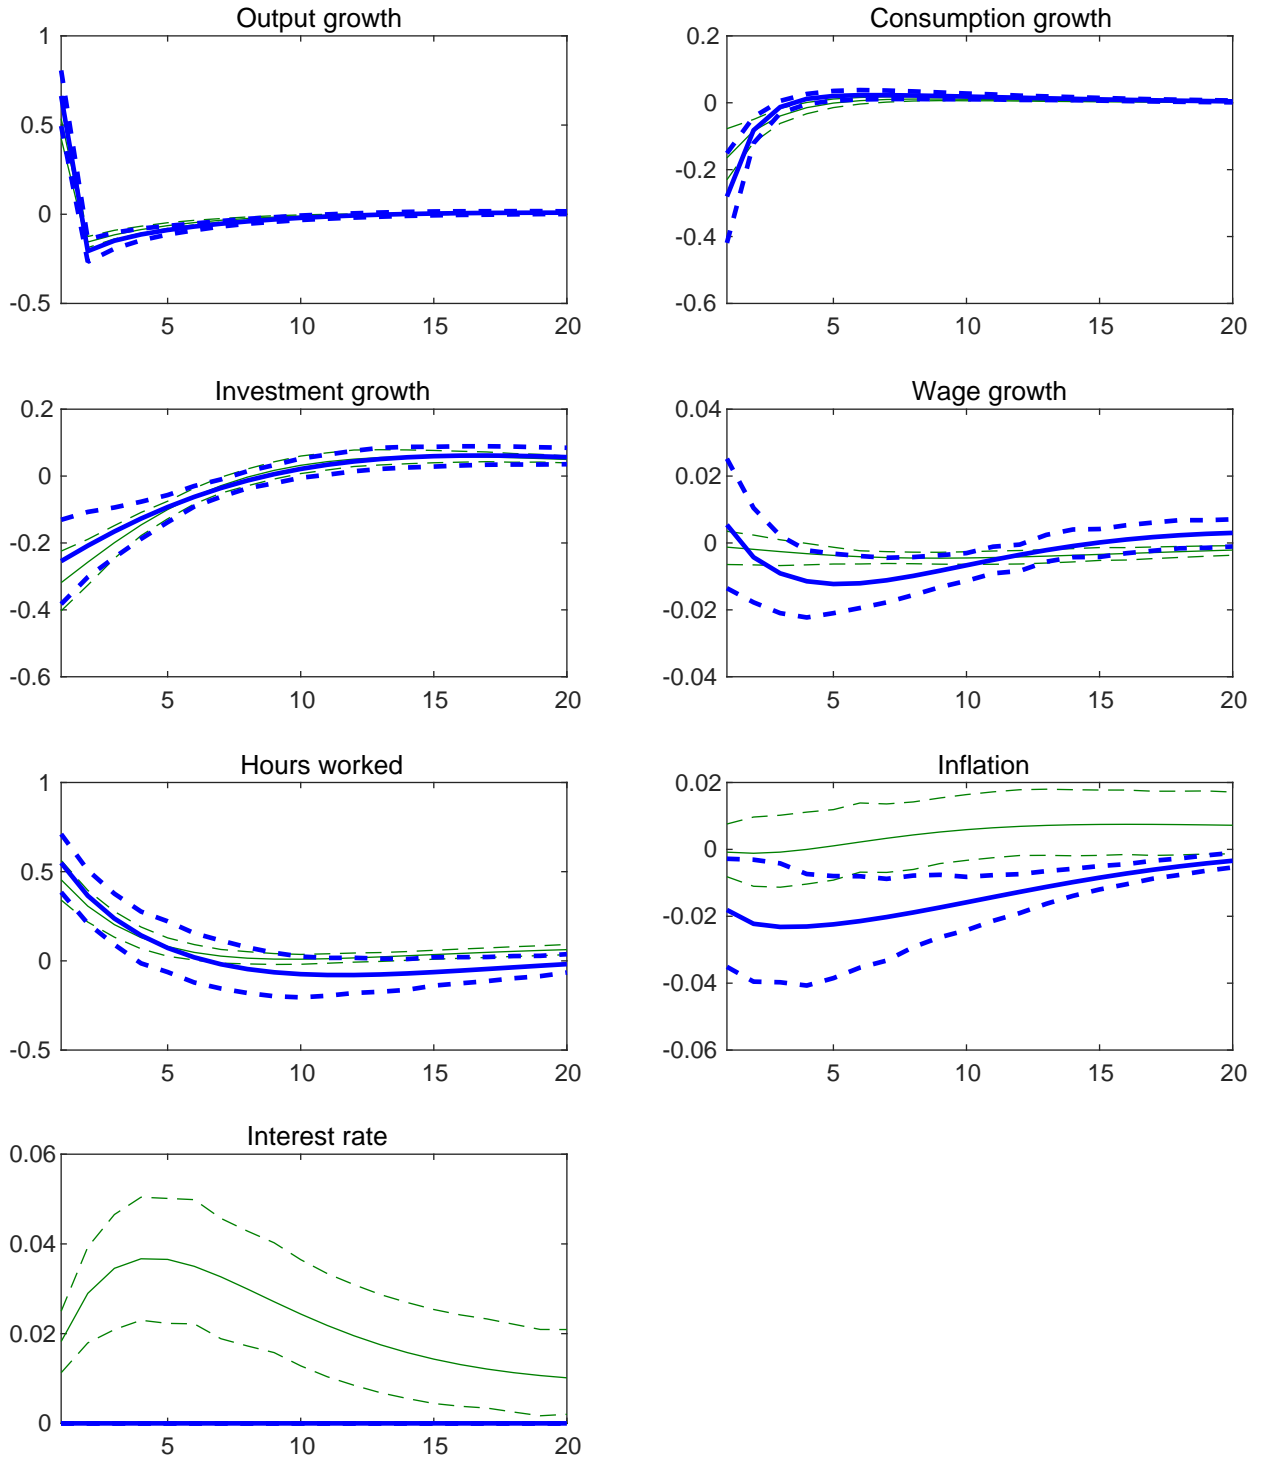 Output growth
1
0.5
0
-0.5
5 10 15 20
Consumption growth
0.2
0
-0.2
-0.4
-0.6
5 10 15 20
Investment growth
0.2
0
-0.2
-0.4
-0.6
5 10 15 20
Wage growth
0.04
0.02
0
-0.02
-0.04
5 10 15 20
Hours worked
1
0.5
0
-0.5
5 10 15 20
Inflation
0.02
0
-0.02
-0.04
-0.06
5 10 15 20
Interest rate
0.06
0.04
0.02
0
5 10 15 20